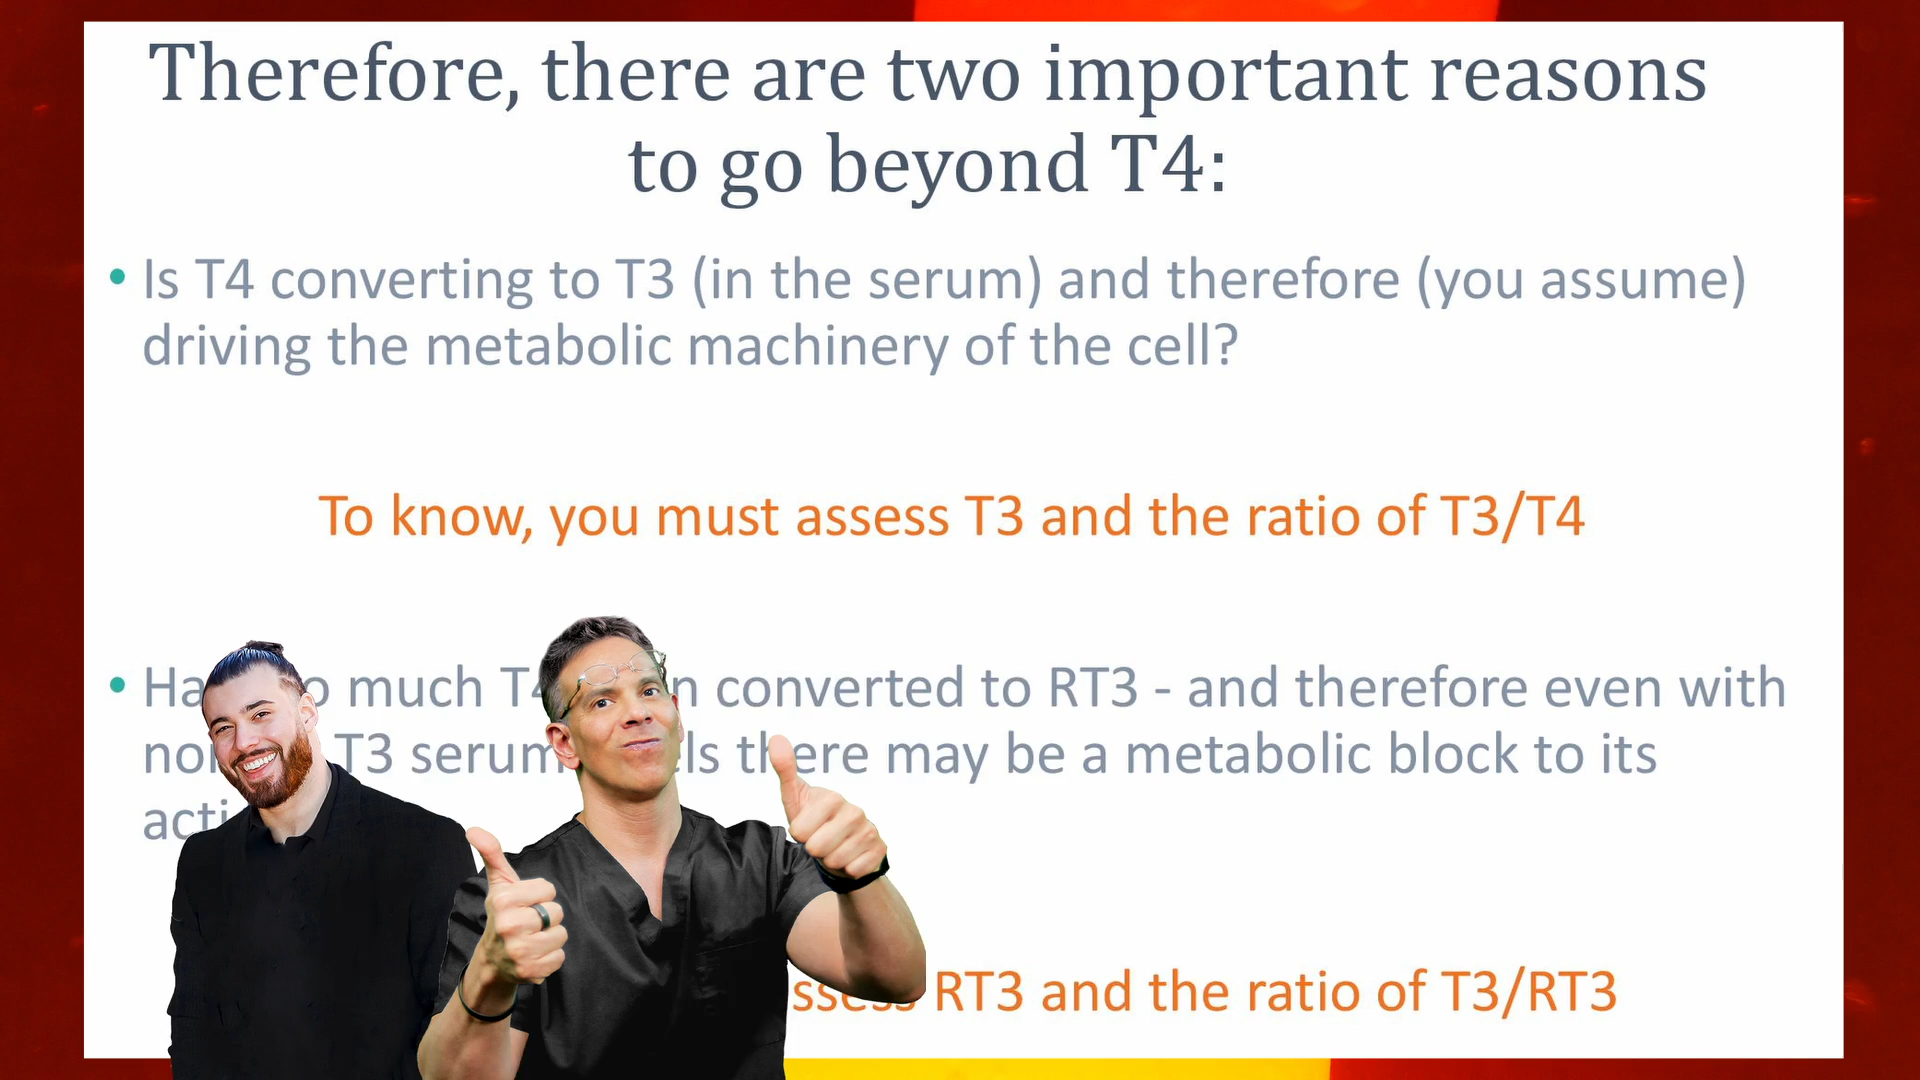 Therefore, there are two important reasons
to go beyond T4:
• Is T4 converting to T3 (in the serum) and therefore (you assume)
driving the metabolic machinery of the cell?
To know, you must assess T3 and the ratio of T3/T4
• much converted to RT3 - and therefore even with
T3 serum there may be a metabolic block to its
RT3 and the ratio of T3/RT3